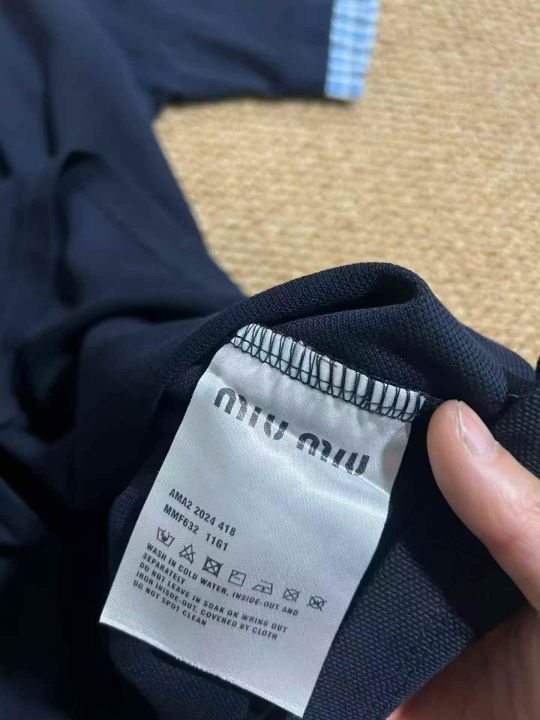 miu miu
AMA2 2024 418
MMF632 11G1
WASH IN COLD WATER, INSIDE-OUT AND
SEPARATELY
DO NOT LEAVE IN SOAK OR WRING OUT
IRON INISDE-OUT, COVERED BY CLOTH
DO NOT SPOT CLEAN